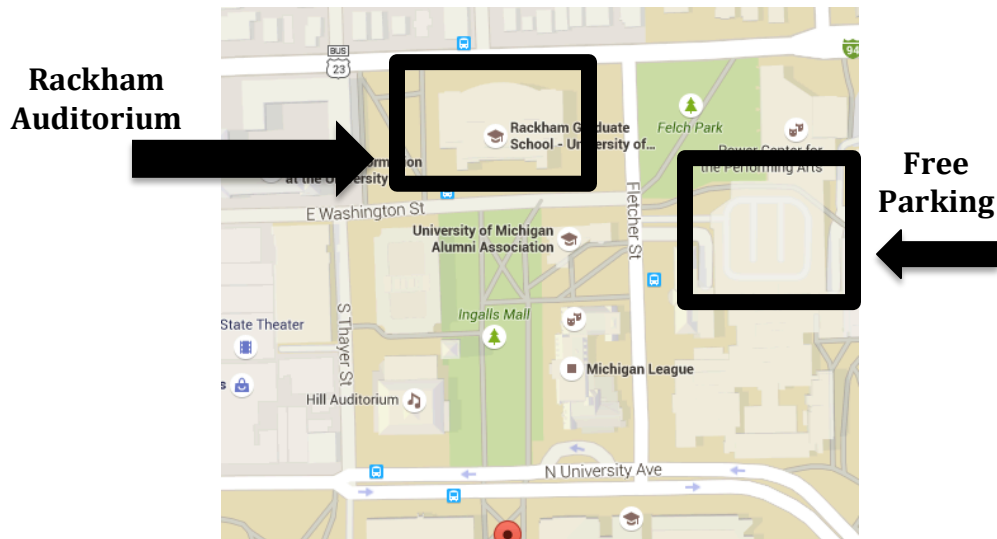 BUS
23
94
Rackham
Auditorium
Rackham G duate
School - University of...
Felch Park
Power Center for
the Performing Arts
Free
Parking
at the University
E Washington St
Fletcher St
University of Michigan
Alumni Association
S Thayer St
State Theater
Ingalls Mall
Michigan League
Hill Auditorium
N University Ave